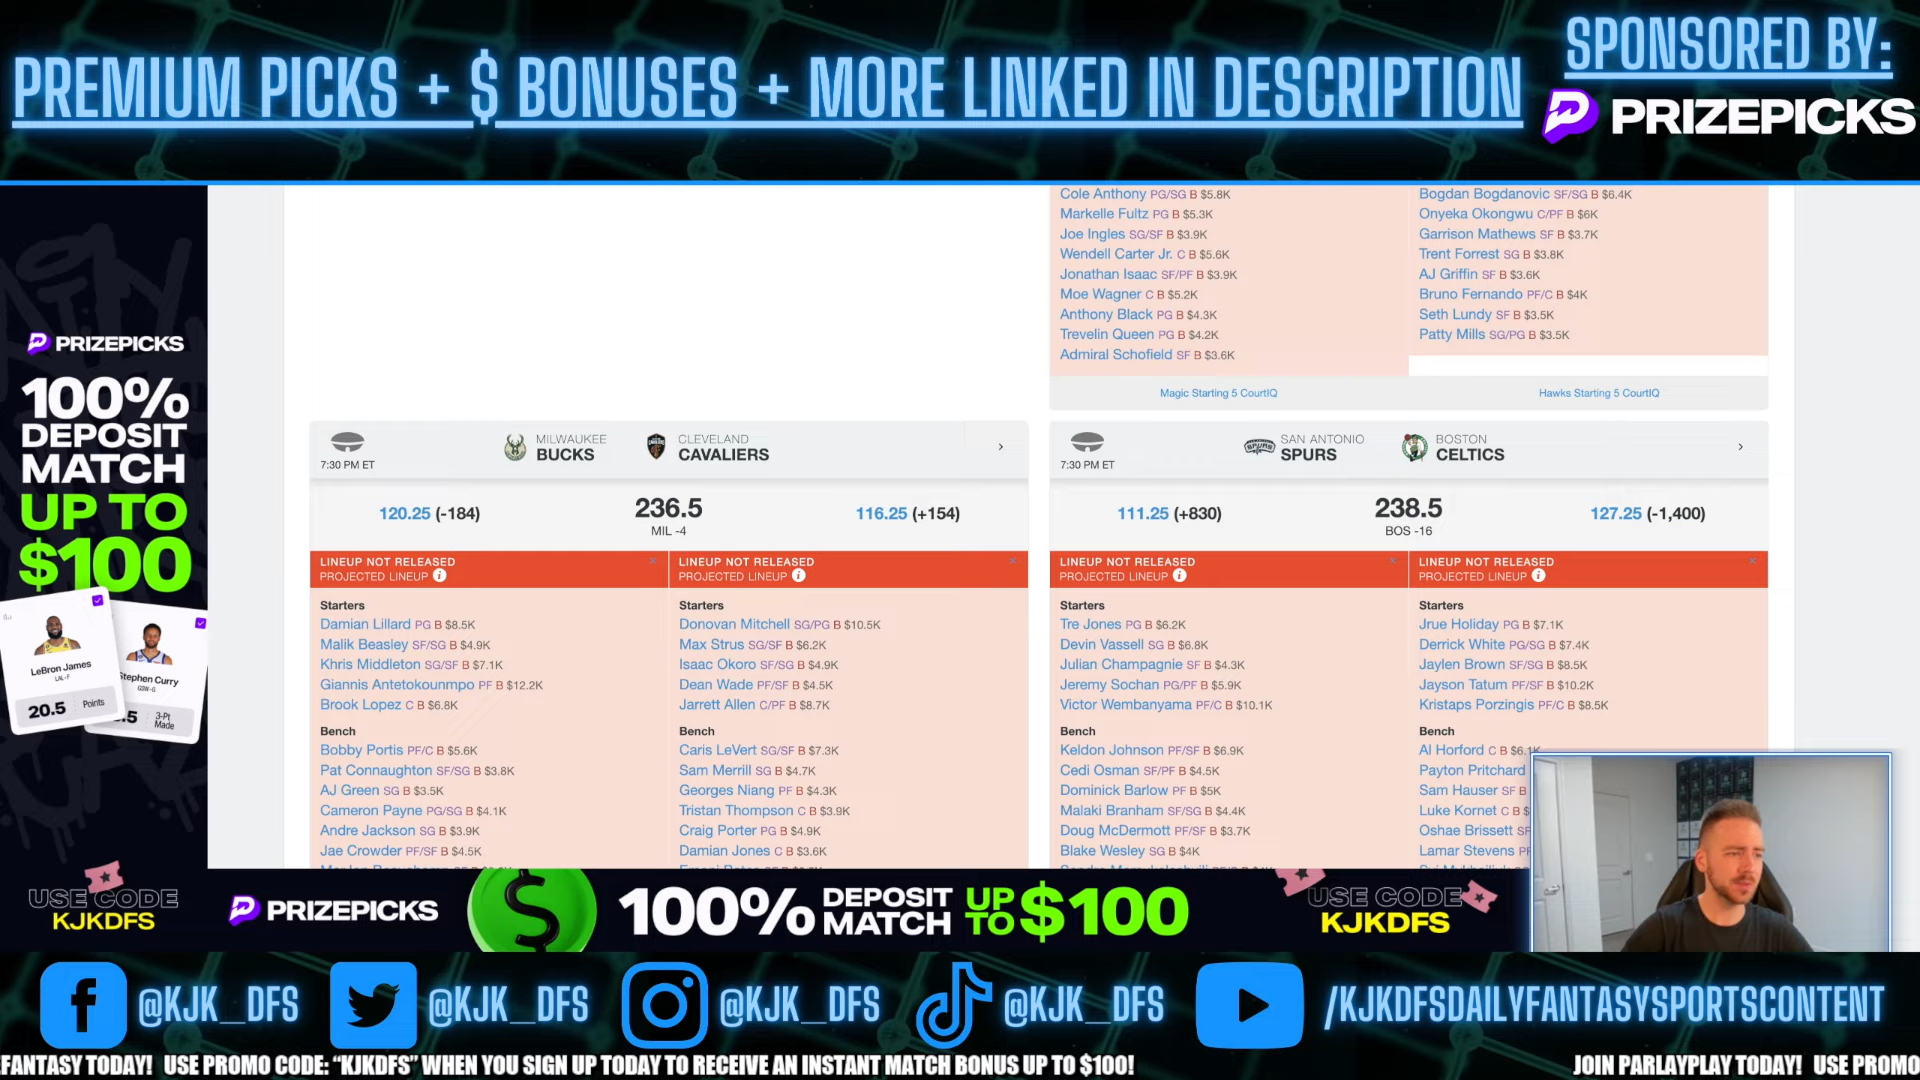 PREMIUM PICKS + $ BONUSES + MORE LINKED IN DESCRIPTION
SPONSORED BY:
PRIZEPICKS
PRIZEPICKS
100%
DEPOSIT
MATCH
UP TO
$100
LeBron James
LAL-F
20.5 Points
Stephen Curry
GSW-G
.5 3-Pt Made
USE CODE
KJKDFS
Cole Anthony PG/SG B $5.8K
Markelle Fultz PG B $5.3K
Joe Ingles SG/SF B $3.9K
Wendell Carter Jr. C B $5.6K
Jonathan Isaac SF/PF B $3.9K
Moe Wagner C B $5.2K
Anthony Black PG B $4.3K
Trevelin Queen PG B $4.2K
Admiral Schofield SF B $3.6K
Magic Starting 5 CourtIQ
Bogdan Bogdanovic SF/SG B $6.4K
Onyeka Okongwu C/PF B $6K
Garrison Mathews SF B $3.7K
Trent Forrest SG B $3.8K
AJ Griffin SF B $3.6K
Bruno Fernando PF/C B $4K
Seth Lundy SF B $3.5K
Patty Mills SG/PG B $3.5K
Hawks Starting 5 CourtIQ
7:30 PM ET
MILWAUKEE
BUCKS
CLEVELAND
CAVALIERS
120.25 (-184)
236.5
MIL -4
116.25 (+154)
LINEUP NOT RELEASED
PROJECTED LINEUP
Starters
Damian Lillard PG B $8.5K
Malik Beasley SF/SG B $4.9K
Khris Middleton SG/SF B $7.1K
Giannis Antetokounmpo PF B $12.2K
Brook Lopez C B $6.8K
Bench
Bobby Portis PF/C B $5.6K
Pat Connaughton SF/SG B $3.8K
AJ Green SG B $3.5K
Cameron Payne PG/SG B $4.1K
Andre Jackson SG B $3.9K
Jae Crowder PF/SF B $4.5K
LINEUP NOT RELEASED
PROJECTED LINEUP
Starters
Donovan Mitchell SG/PG B $10.5K
Max Strus SG/SF B $6.2K
Isaac Okoro SF/SG B $4.9K
Dean Wade PF/SF B $4.5K
Jarrett Allen C/PF B $8.7K
Bench
Caris LeVert SG/SF B $7.3K
Sam Merrill SG B $4.7K
Georges Niang PF B $4.3K
Tristan Thompson C B $3.9K
Craig Porter PG B $4.9K
Damian Jones C B $3.6K
7:30 PM ET
SPURS
SAN ANTONIO
SPURS
BOSTON
CELTICS
111.25 (+830)
238.5
BOS -16
127.25 (-1,400)
LINEUP NOT RELEASED
PROJECTED LINEUP
Starters
Tre Jones PG B $6.2K
Devin Vassell SG B $6.8K
Julian Champagnie SF B $4.3K
Jeremy Sochan PG/PF B $5.9K
Victor Wembanyama PF/C B $10.1K
Bench
Keldon Johnson PF/SF B $6.9K
Cedi Osman SF/PF B $4.5K
Dominick Barlow PF B $5K
Malaki Branham SF/SG B $4.4K
Doug McDermott PF/SF B $3.7K
Blake Wesley SG B $4K
LINEUP NOT RELEASED
PROJECTED LINEUP
Starters
Jrue Holiday PG B $7.1K
Derrick White PG/SG B $7.4K
Jaylen Brown SF/SG B $8.5K
Jayson Tatum PF/SF B $10.2K
Kristaps Porzingis PF/C B $8.5K
Bench
Al Horford C B $6.1K
Payton Pritchard
Sam Hauser SF B
Luke Kornet C B $
Oshae Brissett SF
Lamar Stevens PF
PRIZEPICKS
$
100% DEPOSIT MATCH UP TO $100
USE CODE
KJKDFS
@KJK_DFS
@KJK_DFS
@KJK_DFS
@KJK_DFS
/KJKDFSDAILYFANTASYSPORTSCONTENT
FANTASY TODAY! USE PROMO CODE: "KJKDFS" WHEN YOU SIGN UP TODAY TO RECEIVE AN INSTANT MATCH BONUS UP TO $100!
JOIN PARLAYPLAY TODAY! USE PROMO